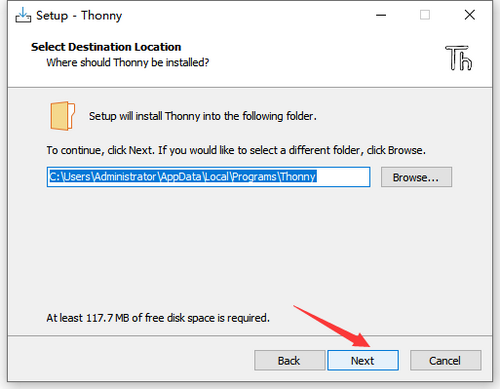 Setup - Thonny
Select Destination Location
Where should Thonny be installed?
Th
Setup will install Thonny into the following folder.
To continue, click Next. If you would like to select a different folder, click Browse.
C:\Users\Administrator\AppData\Local\Programs\Thonny
Browse...
At least 117.7 MB of free disk space is required.
Back
Next
Cancel